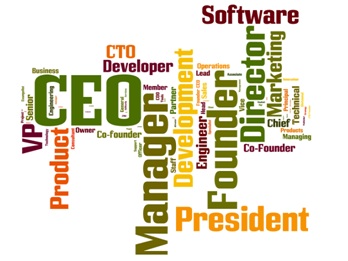 Software
CTO
Developer
Business
Senior
Engineering
CEO
VP
Product
Owner
Co-founder
Member
Manager
Partner
Staff
Development
Operations
Lead
Engineer
Head
Founder
Director
Vice
Marketing
Chief
Principal
Technical
Products
Managing
Co-Founder
President